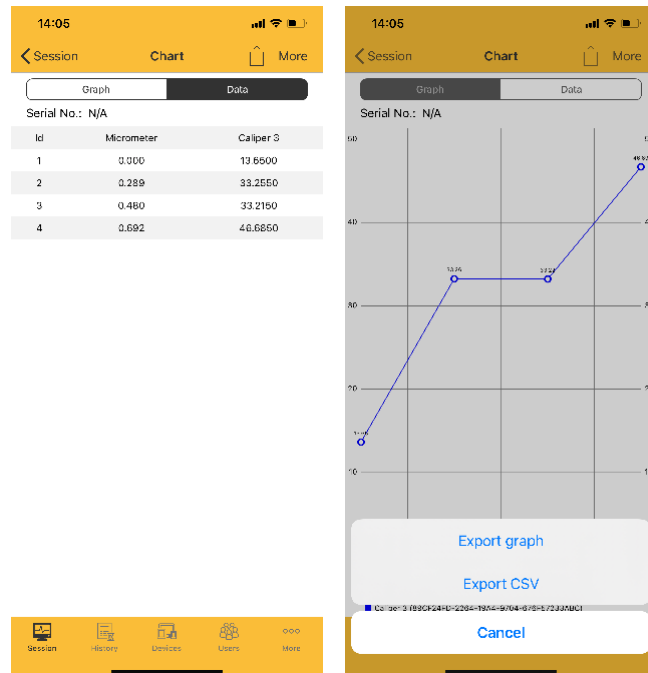 14:05
Session Chart More
Graph Data
Serial No.: N/A
Id Micrometer Caliper 3
1 0.000 13.6500
2 0.289 33.2550
3 0.480 33.2150
4 0.692 46.6850
Session History Devices Users More
14:05
Session Chart More
Graph Data
Serial No.: N/A
50
40
30
20
10
Export graph
Export CSV
Caliper 3
Cancel